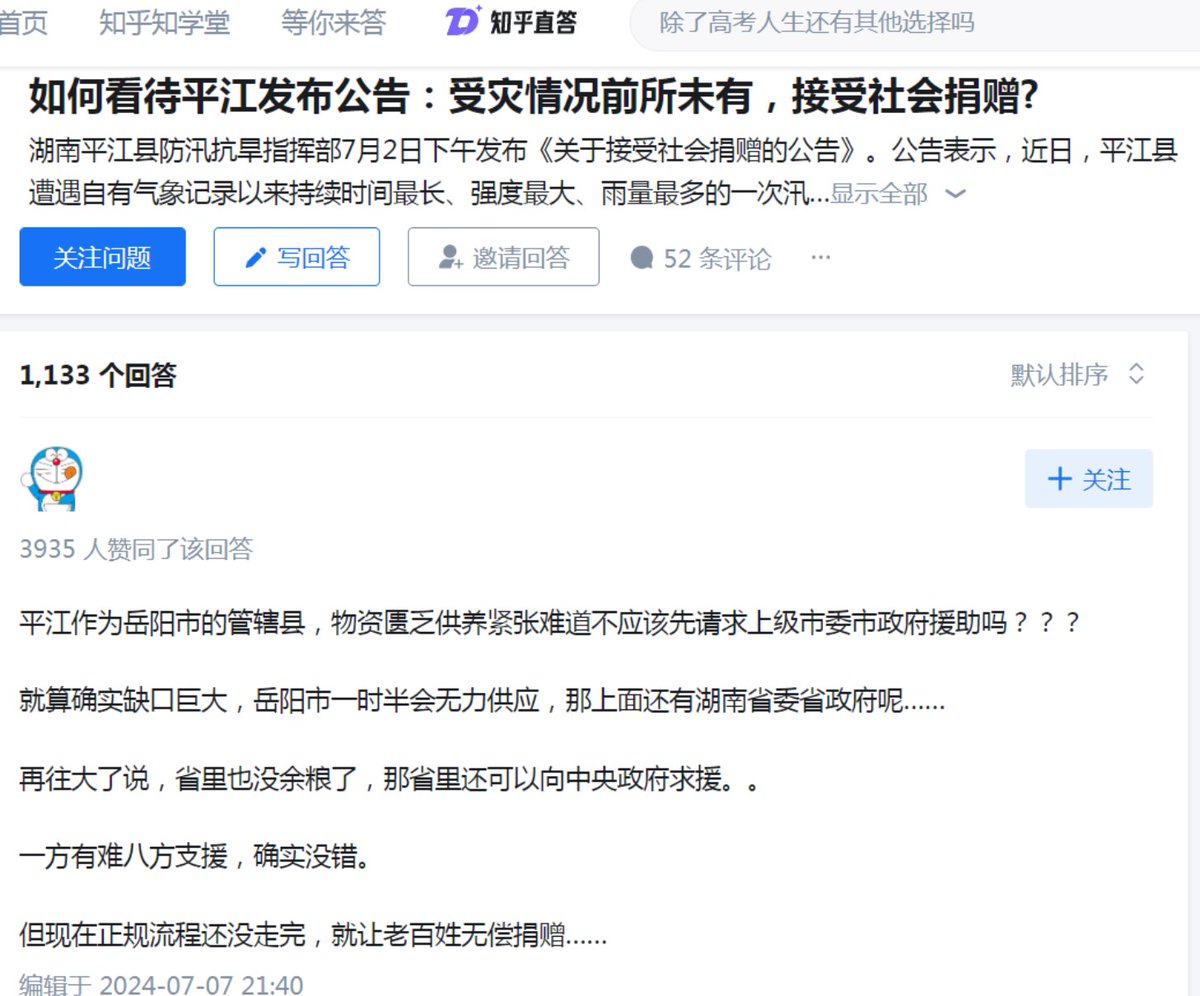 首页 知乎知学堂 等你来答 知乎直答 除了高考人生还有其他选择吗
如何看待平江发布公告：受灾情况前所未有，接受社会捐赠?
湖南平江县防汛抗旱指挥部7月2日下午发布《关于接受社会捐赠的公告》。公告表示，近日，平江县
遭遇自有气象记录以来持续时间最长、强度最大、雨量最多的一次汛...显示全部
关注问题 写回答 邀请回答 52 条评论 ...
1,133 个回答 默认排序
+ 关注
3935 人赞同了该回答
平江作为岳阳市的管辖县，物资匮乏供养紧张难道不应该先请求上级市委市政府援助吗？？？
就算确实缺口巨大，岳阳市一时半会无力供应，那上面还有湖南省委省政府呢......
再往大了说，省里也没余粮了，那省里还可以向中央政府求援。。
一方有难八方支援，确实没错。
但现在正规流程还没走完，就让老百姓无偿捐赠......
编辑于 2024-07-07 21:40